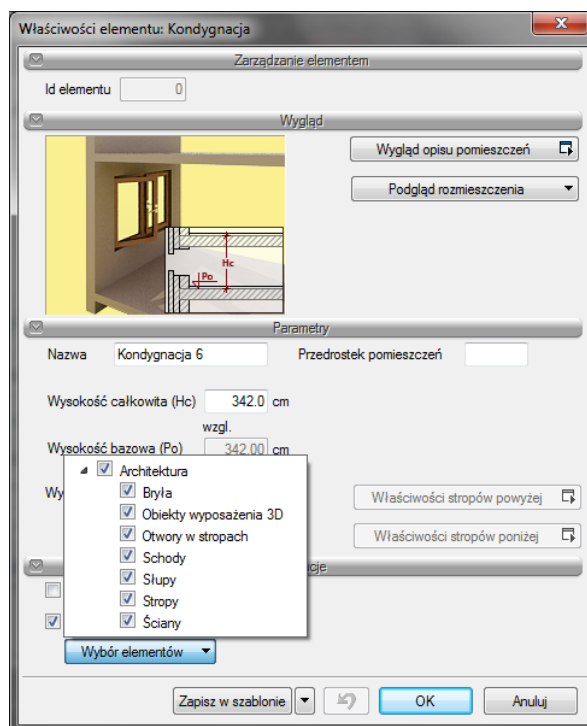 Właściwości elementu: Kondygnacja
Zarządzanie elementem
Id elementu 0
Wygląd
Wygląd opisu pomieszczeń
Podgląd rozmieszczenia
Hc
Po
Parametry
Nazwa Kondygnacja 6 Przedrostek pomieszczeń
Wysokość całkowita (Hc) 342.0 cm
wzgl.
Wysokość bazowa (Po) 342.00 cm
Architektura
Bryła
Obiekty wyposażenia 3D
Otwory w stropach
Schody
Słupy
Stropy
Ściany
Właściwości stropów powyżej
Właściwości stropów poniżej
Wybór elementów
Zapisz w szablonie OK Anuluj